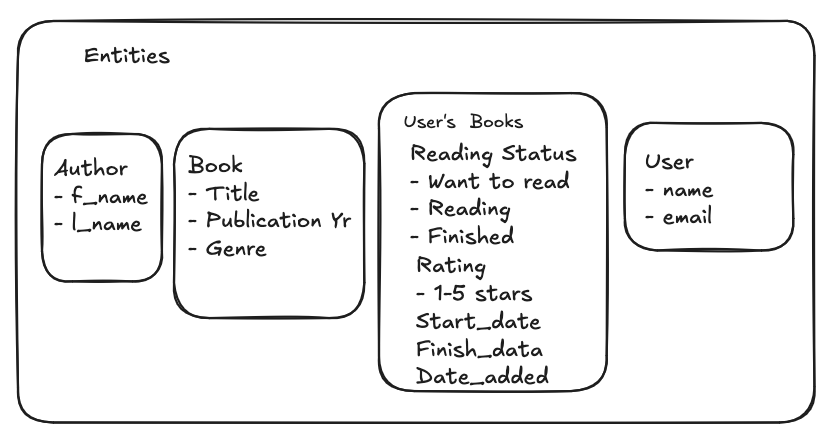 Entities
Author
- f_name
- l_name
Book
- Title
- Publication Yr
- Genre
User's Books
Reading Status
- Want to read
- Reading
- Finished
Rating
- 1-5 stars
Start_date
Finish_data
Date_added
User
- name
- email